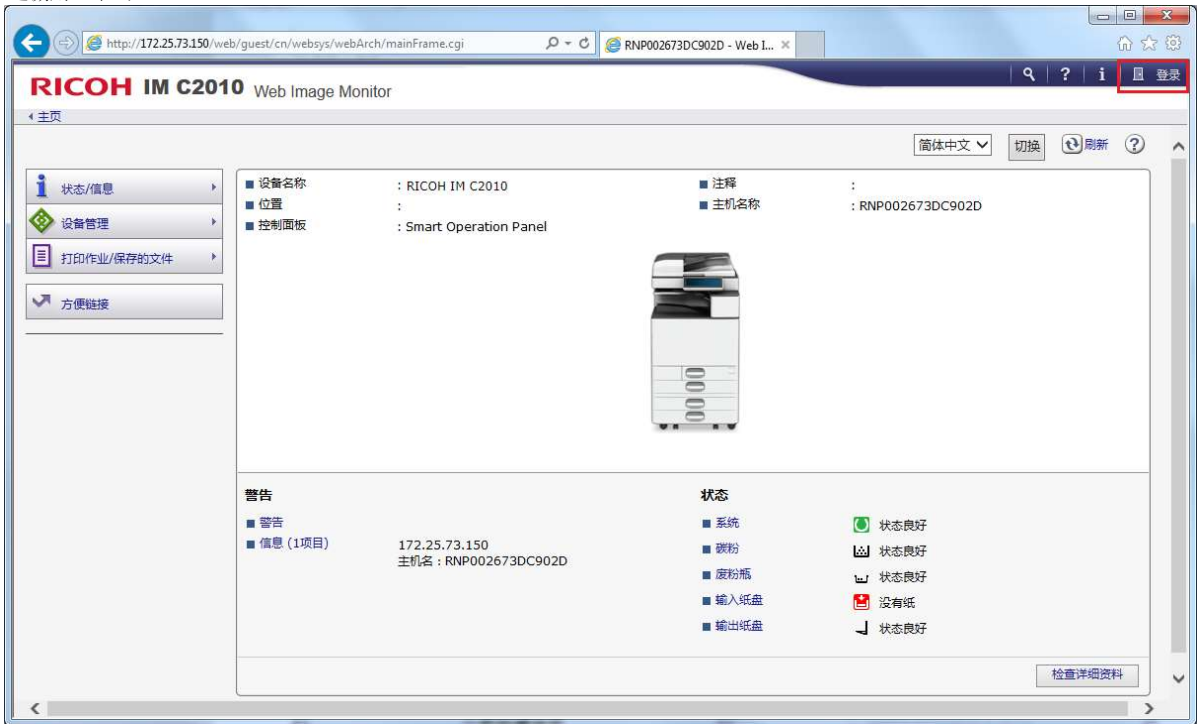 http://172.25.73.150/web/guest/cn/websys/webArch/mainFrame.cgi
RNP002673DC902D - Web I...
RICOH IM C2010 Web Image Monitor
? i 登录
主页
简体中文 切换 刷新 ?
状态/信息
设备管理
打印作业/保存的文件
方便链接
设备名称 : RICOH IM C2010 注释 :
位置 : 主机名称 : RNP002673DC902D
控制面板 : Smart Operation Panel
警告 状态
警告 系统 状态良好
信息 (1项目) 172.25.73.150 碳粉 状态良好
主机名 : RNP002673DC902D
废粉瓶 状态良好
输入纸盘 没有纸
输出纸盘 状态良好
检查详细资料